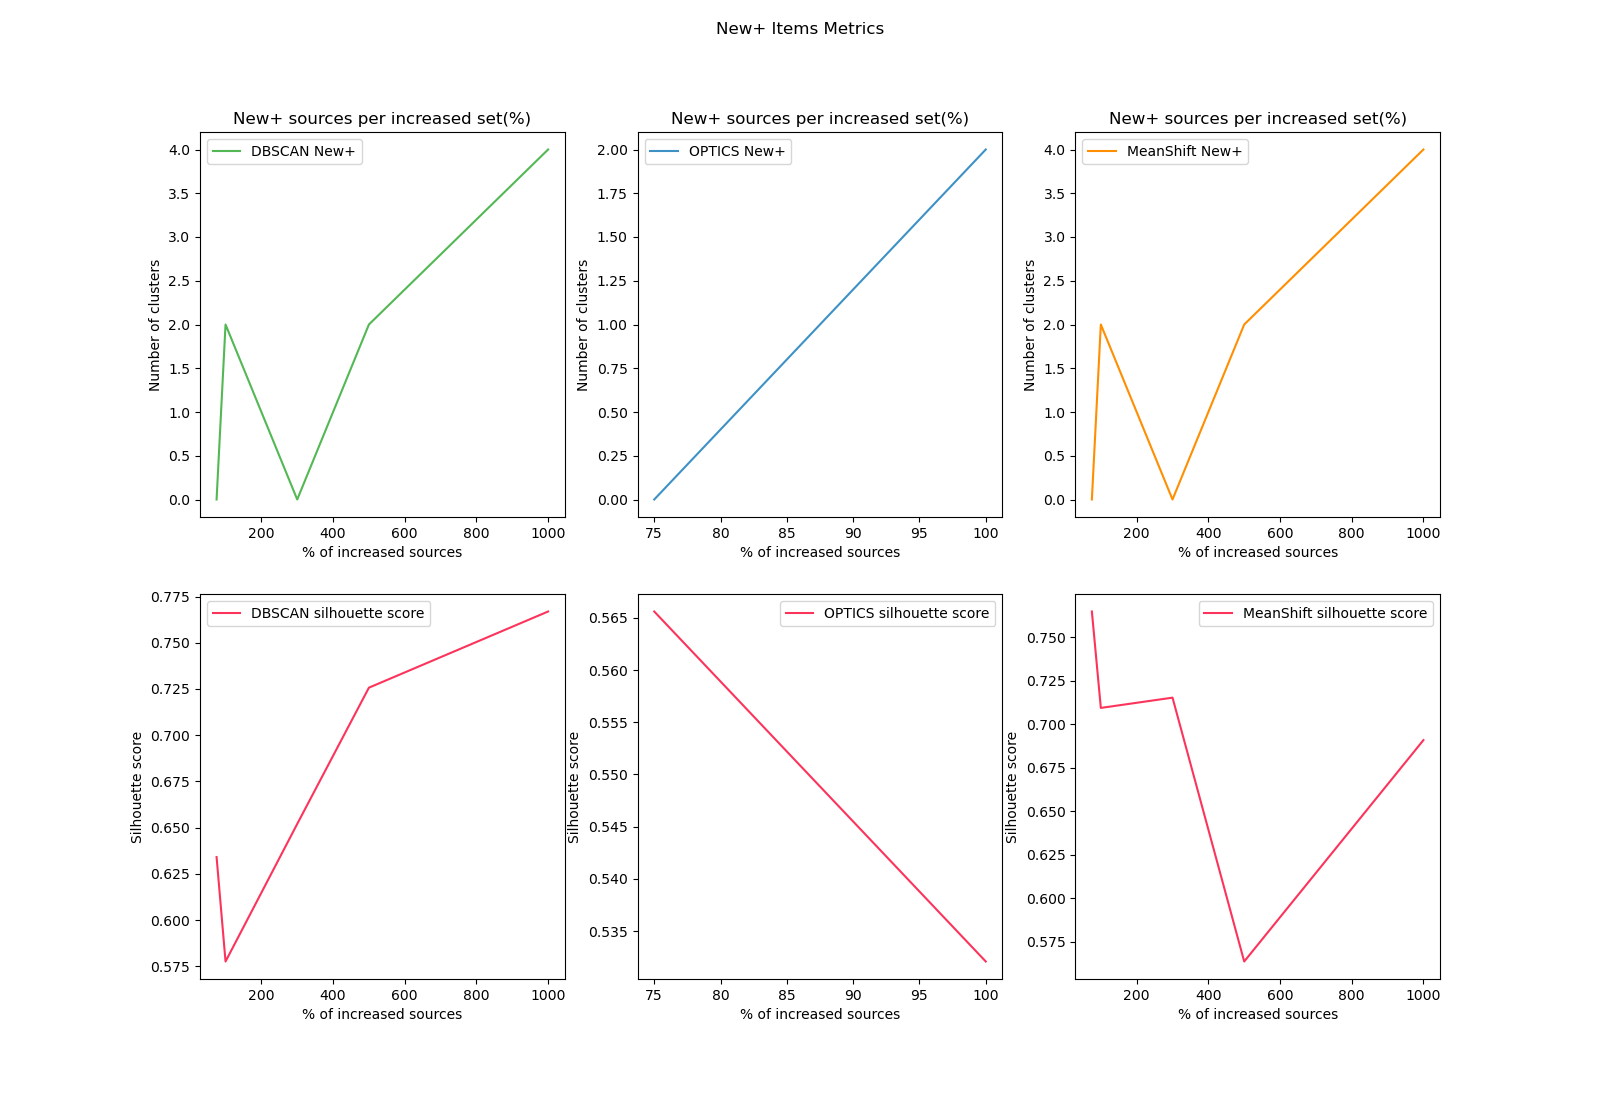 New+ Items Metrics
New+ sources per increased set(%)
DBSCAN New+
Number of clusters
4.0
3.5
3.0
2.5
2.0
1.5
1.0
0.5
0.0
200 400 600 800 1000
% of increased sources
New+ sources per increased set(%)
OPTICS New+
Number of clusters
2.00
1.75
1.50
1.25
1.00
0.75
0.50
0.25
0.00
75 80 85 90 95 100
% of increased sources
New+ sources per increased set(%)
MeanShift New+
Number of clusters
4.0
3.5
3.0
2.5
2.0
1.5
1.0
0.5
0.0
200 400 600 800 1000
% of increased sources
DBSCAN silhouette score
Silhouette score
0.775
0.750
0.725
0.700
0.675
0.650
0.625
0.600
0.575
200 400 600 800 1000
% of increased sources
OPTICS silhouette score
Silhouette score
0.565
0.560
0.555
0.550
0.545
0.540
0.535
75 80 85 90 95 100
% of increased sources
MeanShift silhouette score
Silhouette score
0.750
0.725
0.700
0.675
0.650
0.625
0.600
0.575
200 400 600 800 1000
% of increased sources